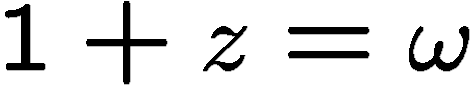 1 + z = ω